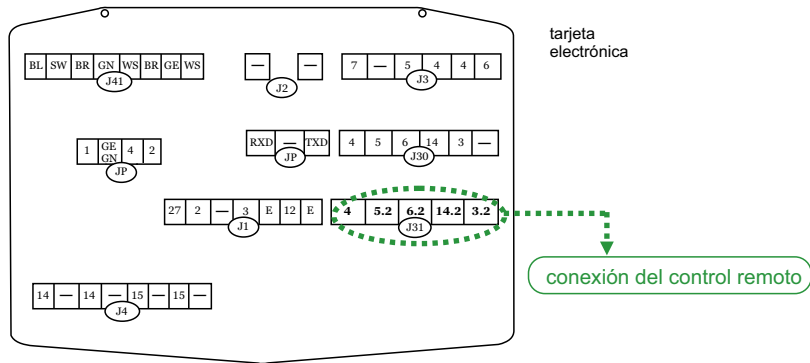 tarjeta
electrónica
BL SW BR GN WS BR GE WS
J41
— —
J2
7 — 5 4 4 6
J3
1 GE GN 4 2
JP
RXD — TXD
JP
4 5 6 14 3 —
J30
27 2 — 3 E 12 E
J1
4 5.2 6.2 14.2 3.2
J31
conexión del control remoto
14 — 14 — 15 — 15 —
J4